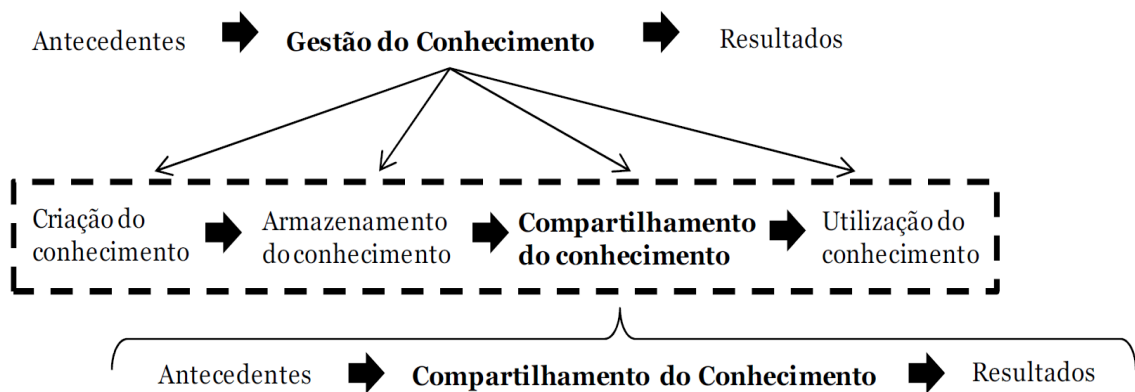 Antecedentes Gestão do Conhecimento Resultados
Criação do Armazenamento Compartilhamento Utilização do
conhecimento do conhecimento do conhecimento conhecimento
Antecedentes Compartilhamento do Conhecimento Resultados